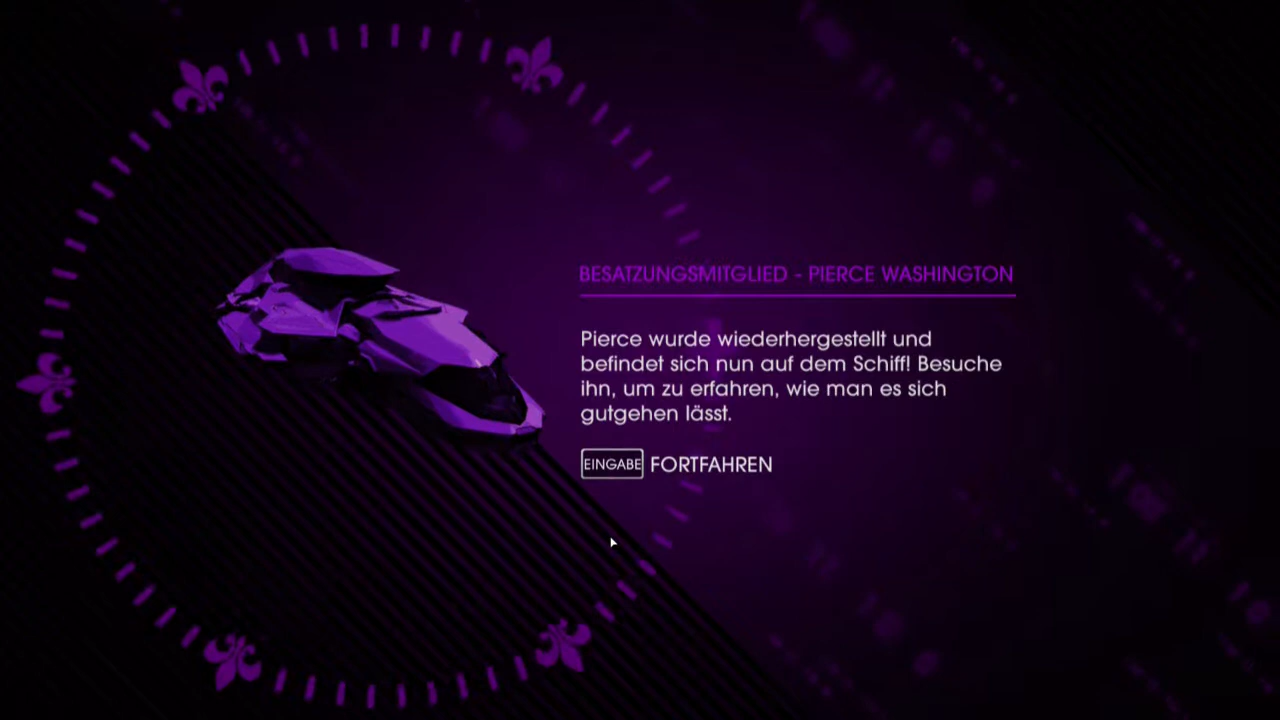 BESATZUNGSMITGLIED - PIERCE WASHINGTON
Pierce wurde wiederhergestellt und
befindet sich nun auf dem Schiff! Besuche
ihn, um zu erfahren, wie man es sich
gutgehen lässt.
EINGABE FORTFAHREN